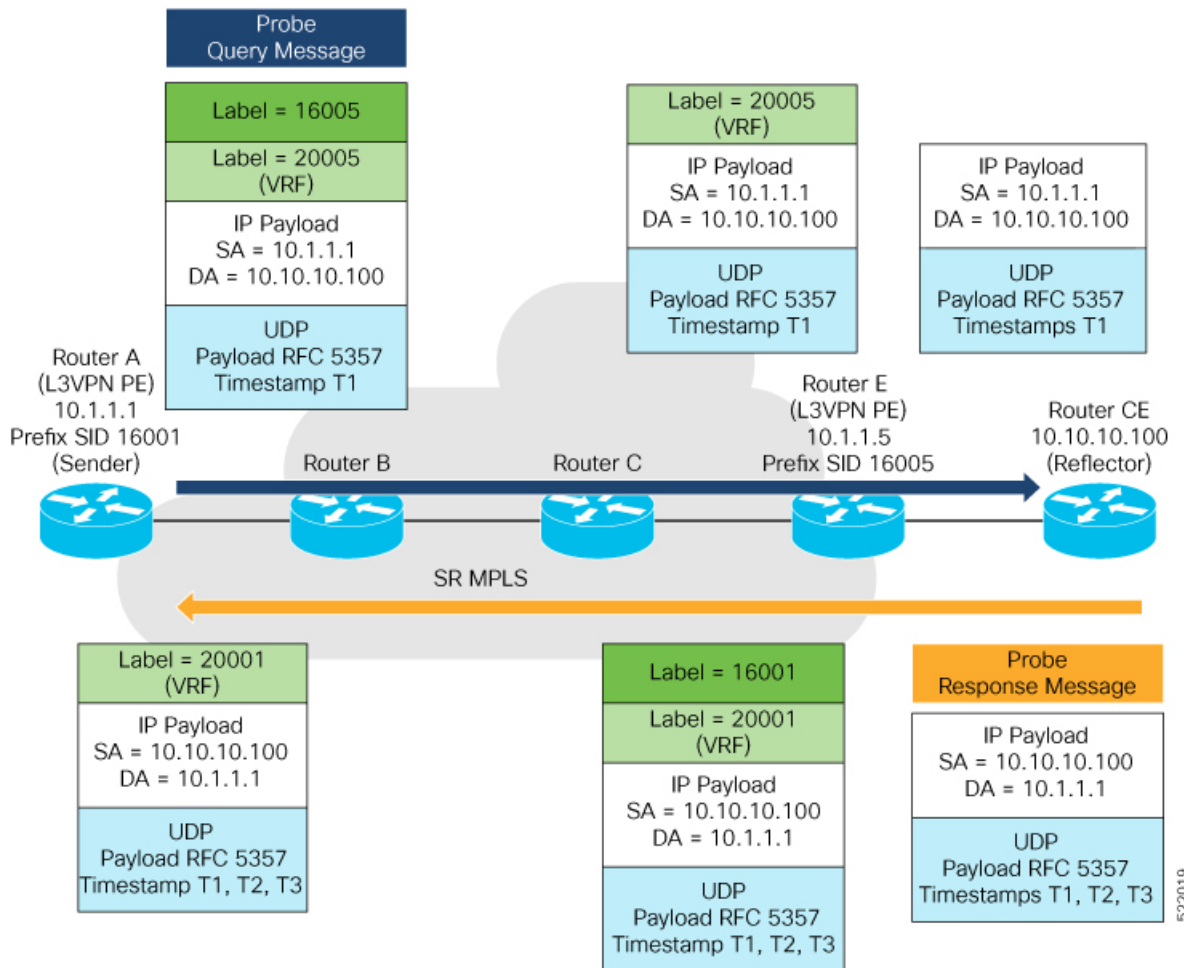 Probe
Query Message
Label = 16005
Label = 20005
(VRF)
IP Payload
SA = 10.1.1.1
DA = 10.10.10.100
UDP
Payload RFC 5357
Timestamp T1
Label = 20005
(VRF)
IP Payload
SA = 10.1.1.1
DA = 10.10.10.100
UDP
Payload RFC 5357
Timestamp T1
IP Payload
SA = 10.1.1.1
DA = 10.10.10.100
UDP
Payload RFC 5357
Timestamps T1
Router A
(L3VPN PE)
10.1.1.1
Prefix SID 16001
(Sender)
Router B
Router C
Router E
(L3VPN PE)
10.1.1.5
Prefix SID 16005
Router CE
10.10.10.100
(Reflector)
SR MPLS
Label = 20001
(VRF)
IP Payload
SA = 10.10.10.100
DA = 10.1.1.1
UDP
Payload RFC 5357
Timestamp T1, T2, T3
Label = 16001
Label = 20001
(VRF)
IP Payload
SA = 10.10.10.100
DA = 10.1.1.1
UDP
Payload RFC 5357
Timestamp T1, T2, T3
Probe
Response Message
IP Payload
SA = 10.10.10.100
DA = 10.1.1.1
UDP
Payload RFC 5357
Timestamps T1, T2, T3
522019